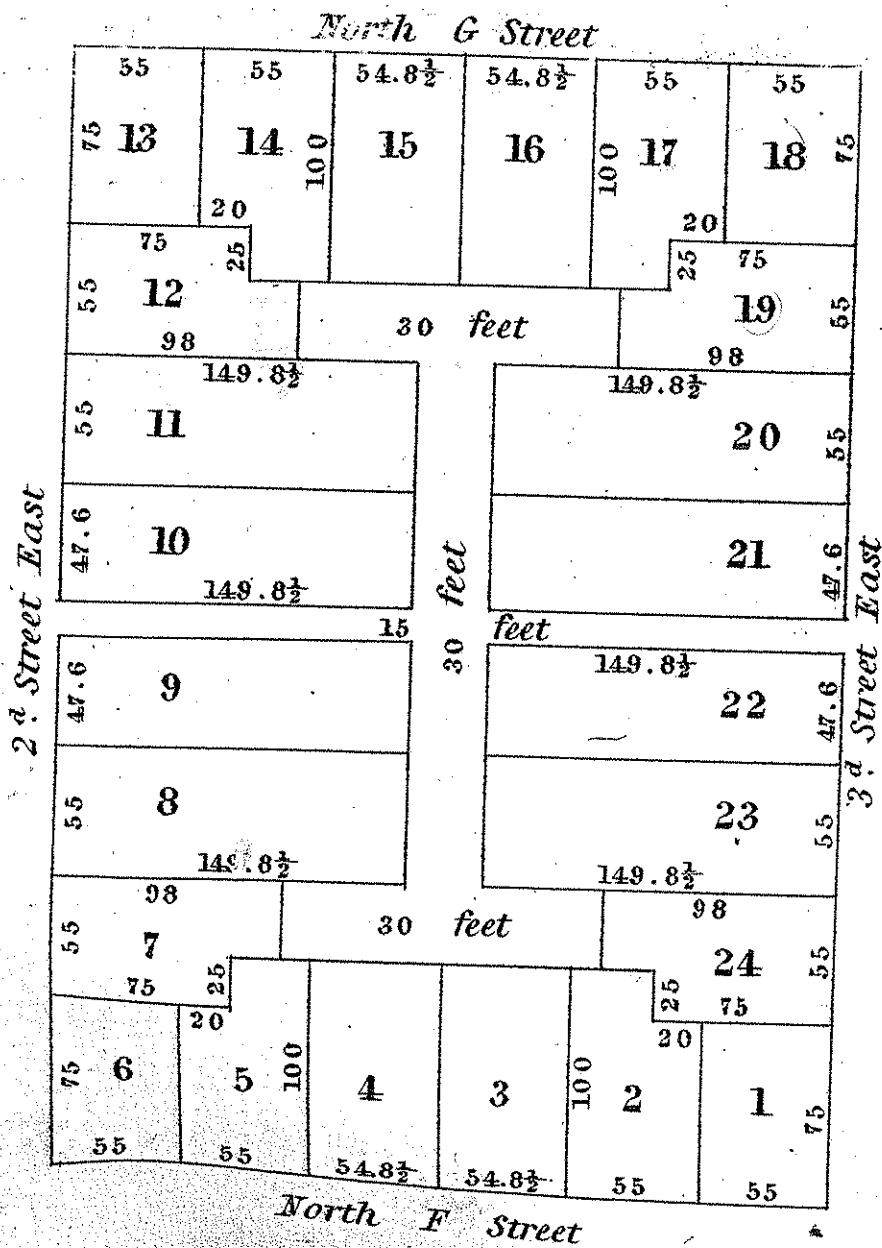 North G Street
55 55 54.8½ 54.8½ 55 55
75 13 14 100 15 16 100 17 18 75
20 20
75 25 25 75
55 12 30 feet 19 55
98 98
149.8½ 149.8½
55 11 20 55
47.6 10 21 47.6
149.8½
2.d Street East
30 feet
3.d Street East
15 feet
149.8½
47.6 9 22 47.6
55 8 23 55
149.8½ 149.8½
98 98
55 7 30 feet 24 55
75 25 25 75
20 20
75 6 5 100 4 3 100 2 1 75
55 55 54.8½ 54.8½ 55 55
North F Street